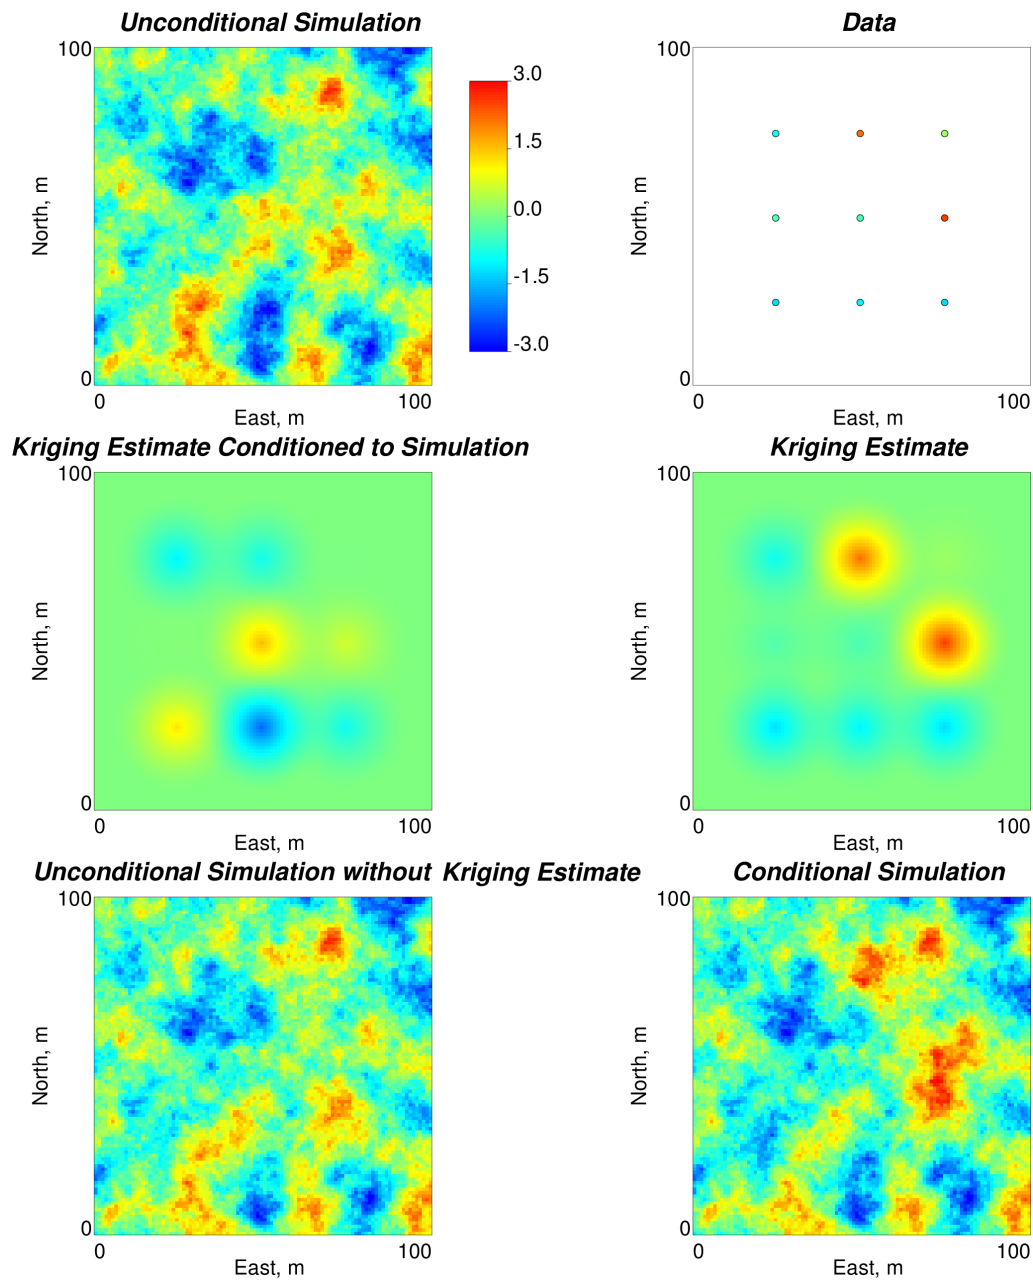 Unconditional Simulation
Data
100
North, m
0
0
100
East, m
3.0
1.5
0.0
-1.5
-3.0
100
North, m
0
0
100
East, m
Kriging Estimate Conditioned to Simulation
Kriging Estimate
100
North, m
0
0
100
East, m
100
North, m
0
0
100
East, m
Unconditional Simulation without Kriging Estimate
Conditional Simulation
100
North, m
0
0
100
East, m
100
North, m
0
0
100
East, m